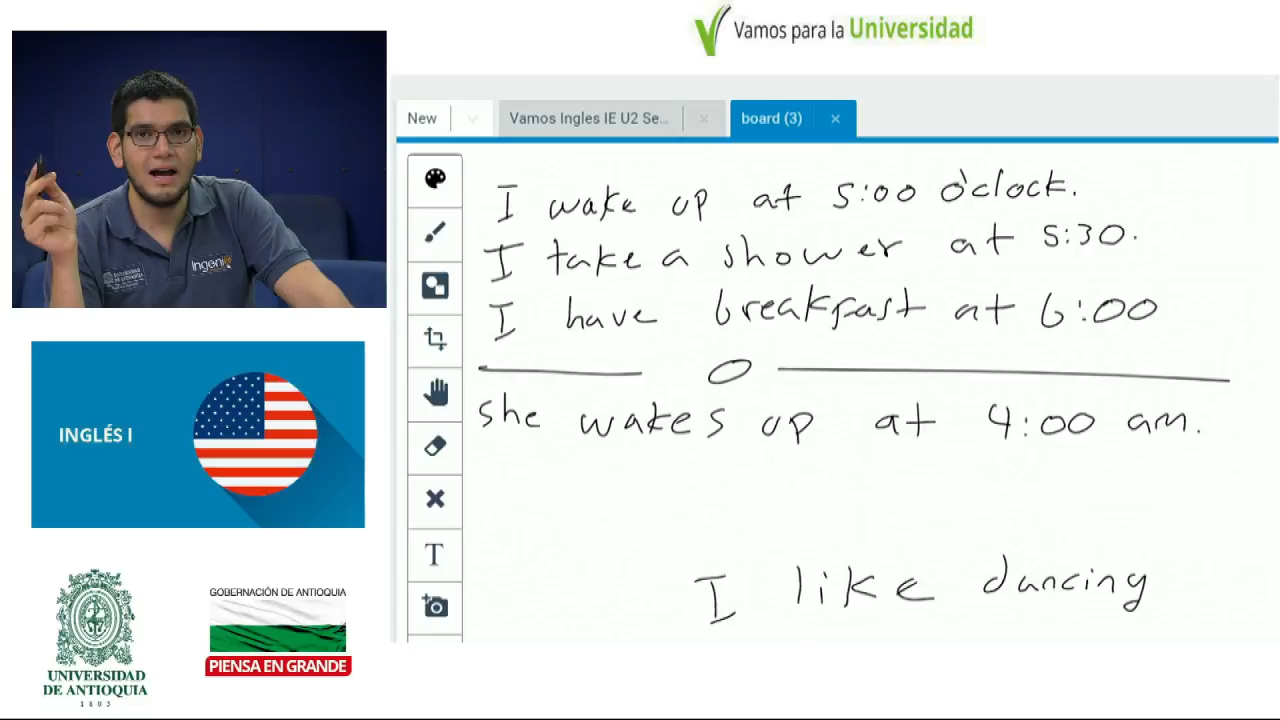 Vamos para la Universidad
New
Vamos Ingles IE U2 Se...
board (3)
I wake up at 5:00 o'clock.
I take a shower at 5:30.
I have breakfast at 6:00
O
she wakes up at 4:00 am.
I like dancing
T
Ingeni@
INGLÉS I
UNIVERSIDAD
DE ANTIOQUIA
1803
GOBERNACIÓN DE ANTIOQUIA
PIENSA EN GRANDE